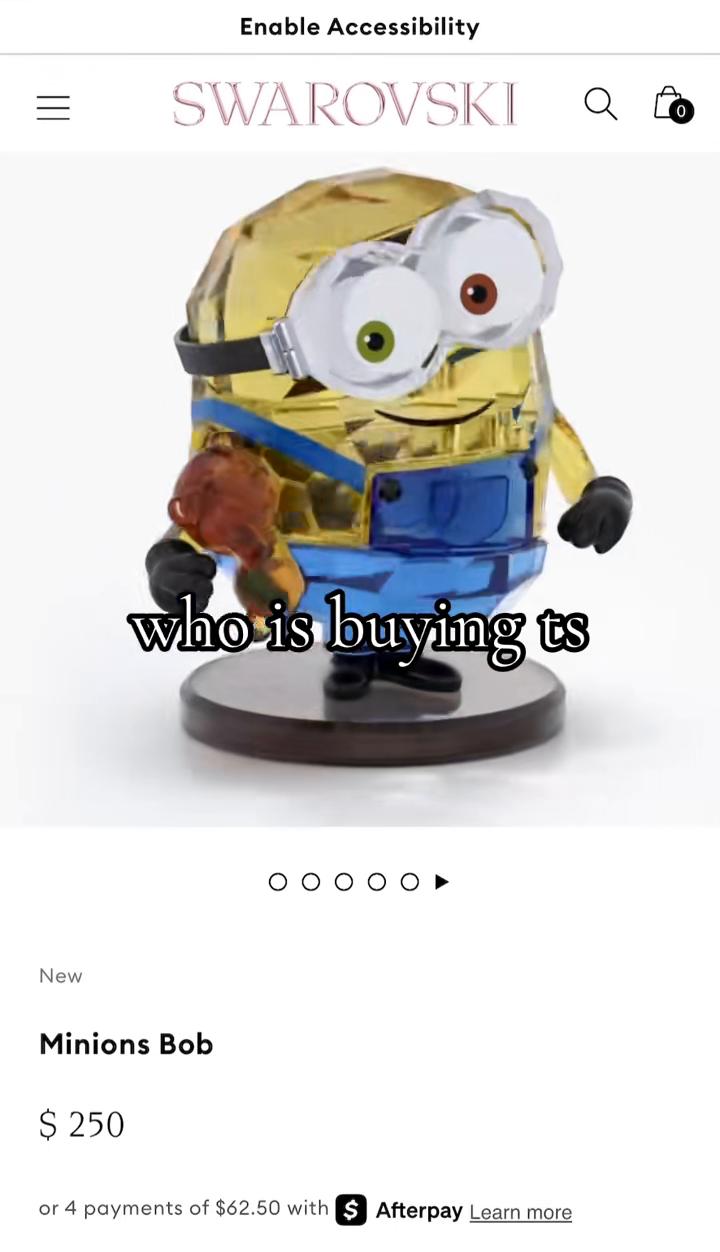 Enable Accessibility
SWAROVSKI
0
who is buying ts
New
Minions Bob
$ 250
or 4 payments of $62.50 with $ Afterpay Learn more